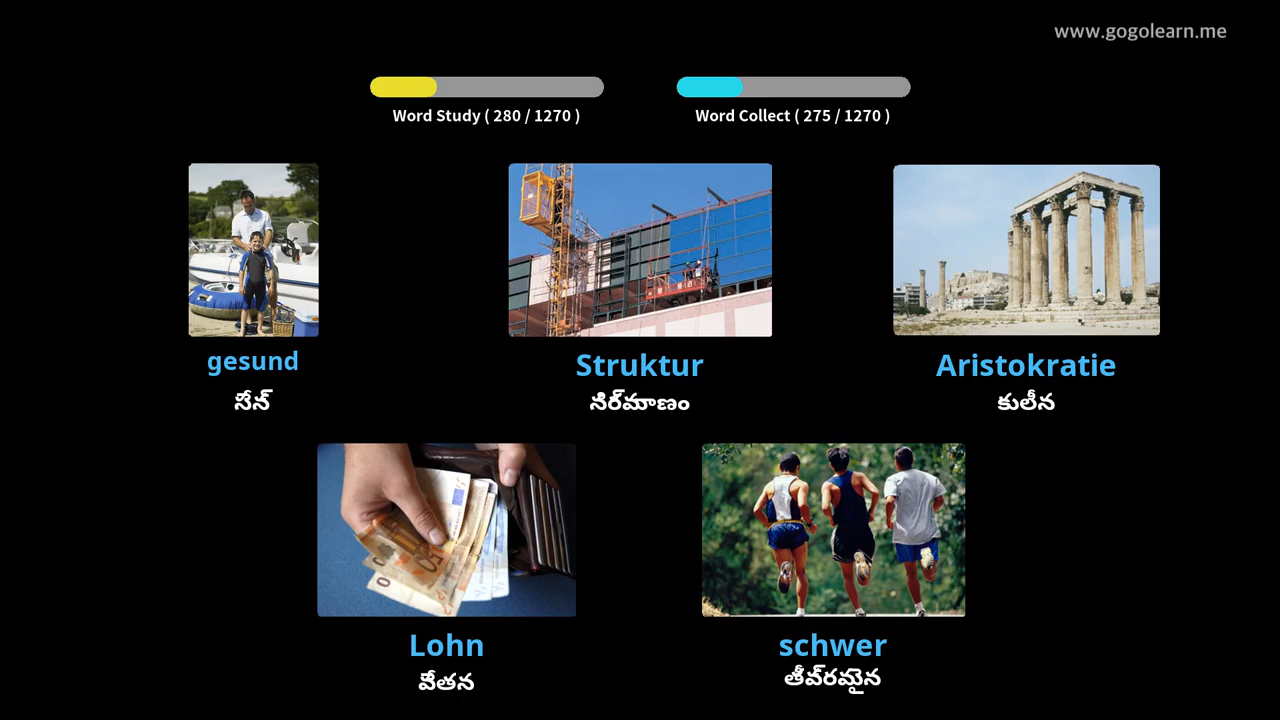 www.gogolearn.me
Word Study ( 280 / 1270 )
Word Collect ( 275 / 1270 )
gesund
సేన్
Struktur
నిర్మాణం
Aristokratie
కులీన
Lohn
వేతన
schwer
తీవ్రమైన